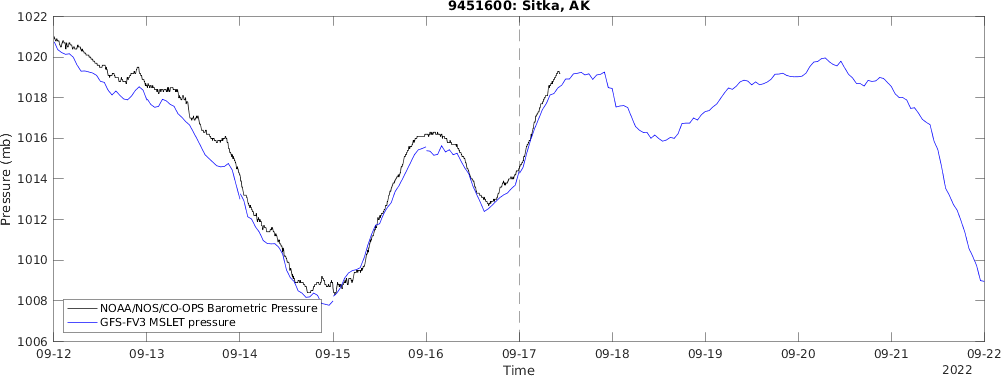 9451600: Sitka, AK
1022
1020
1018
1016
1014
1012
1010
1008
1006
Pressure (mb)
NOAA/NOS/CO-OPS Barometric Pressure
GFS-FV3 MSLET pressure
09-12 09-13 09-14 09-15 09-16 09-17 09-18 09-19 09-20 09-21 09-22
Time
2022